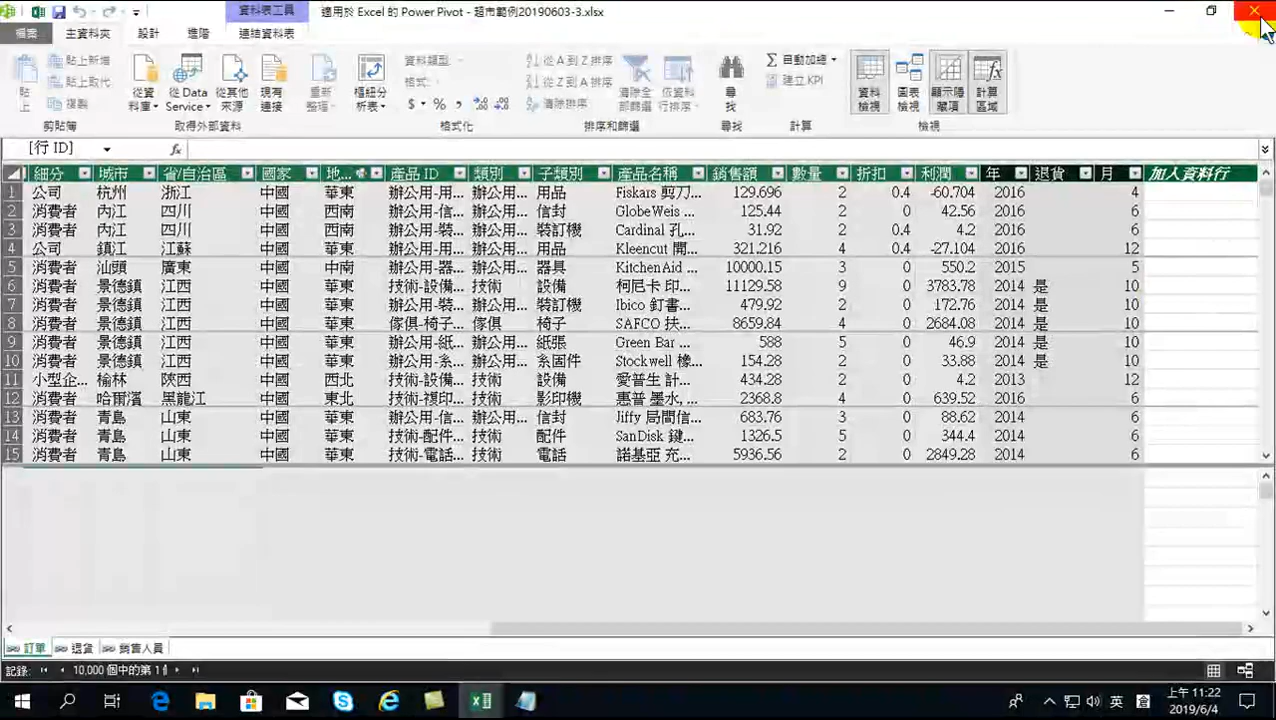 資料表工具
適用於 Excel 的 Power Pivot - 超市範例20190603-3.xlsx
檔案 主資料夾 設計 進階 連結資料表
貼上
貼上新增
貼上取代
複製
剪貼簿
從資料庫
從 Data Service
從其他來源
現有連接
取得外部資料
重新整理
樞紐分析表
資料類型:
格式:
$ % ,
格式化
從 A 到 Z 排序
從 Z 到 A 排序
清除排序
清除全部篩選
依資料行排序
排序和篩選
尋找
尋找
Σ 自動加總
建立 KPI
計算
資料檢視
圖表檢視
顯示隱藏項
計算區域
檢視
[行 ID] fx
細分 城市 省/自治區 國家 地... 產品 ID 類別 子類別 產品名稱 銷售額 數量 折扣 利潤 年 退貨 月 加入資料行
1 公司 杭州 浙江 中國 華東 辦公用-用... 辦公用... 用品 Fiskars 剪刀... 129.696 2 0.4 -60.704 2016 4
2 消費者 內江 四川 中國 西南 辦公用-信... 辦公用... 信封 GlobeWeis ... 125.44 2 0 42.56 2016 6
3 消費者 內江 四川 中國 西南 辦公用-裝... 辦公用... 裝訂機 Cardinal 孔... 31.92 2 0.4 4.2 2016 6
4 公司 鎮江 江蘇 中國 華東 辦公用-用... 辦公用... 用品 Kleencut 開... 321.216 4 0.4 -27.104 2016 12
5 消費者 汕頭 廣東 中國 中南 辦公用-器... 辦公用... 器具 KitchenAid ... 10000.15 3 0 550.2 2015 5
6 消費者 景德鎮 江西 中國 華東 技術-設備... 技術 設備 柯尼卡 印... 11129.58 9 0 3783.78 2014 是 10
7 消費者 景德鎮 江西 中國 華東 辦公用-裝... 辦公用... 裝訂機 Ibico 釘書... 479.92 2 0 172.76 2014 是 10
8 消費者 景德鎮 江西 中國 華東 傢俱-椅子... 傢俱 椅子 SAFCO 扶... 8659.84 4 0 2684.08 2014 是 10
9 消費者 景德鎮 江西 中國 華東 辦公用-紙... 辦公用... 紙張 Green Bar ... 588 5 0 46.9 2014 是 10
10 消費者 景德鎮 江西 中國 華東 辦公用-系... 辦公用... 系固件 Stockwell 橡... 154.28 2 0 33.88 2014 是 10
11 小型企... 榆林 陝西 中國 西北 技術-設備... 技術 設備 愛普生 計... 434.28 2 0 4.2 2013 12
12 消費者 哈爾濱 黑龍江 中國 東北 技術-複印... 技術 影印機 惠普 墨水,... 2368.8 4 0 639.52 2016 10
13 消費者 青島 山東 中國 華東 辦公用-信... 辦公用... 信封 Jiffy 局間信... 683.76 3 0 88.62 2014 6
14 消費者 青島 山東 中國 華東 技術-配件... 技術 配件 SanDisk 鍵... 1326.5 5 0 344.4 2014 6
15 消費者 青島 山東 中國 華東 技術-電話... 技術 電話 諾基亞 充... 5936.56 2 0 2849.28 2014 6
訂單 退貨 銷售人員
記錄: 10,000 個中的第 1 個
英
上午 11:22
2019/6/4